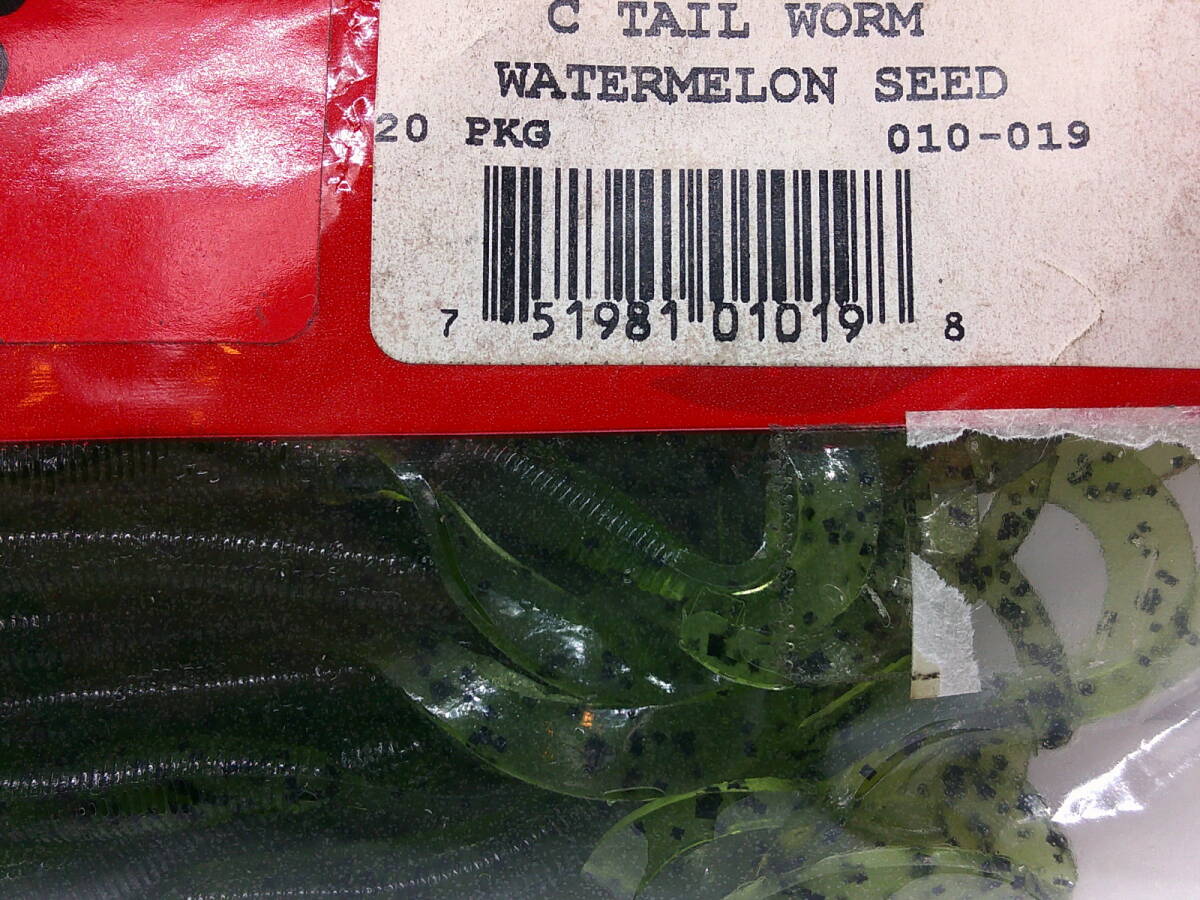 C TAIL WORM
WATERMELON SEED
20 PKG 010-019
7 51981 01019 8